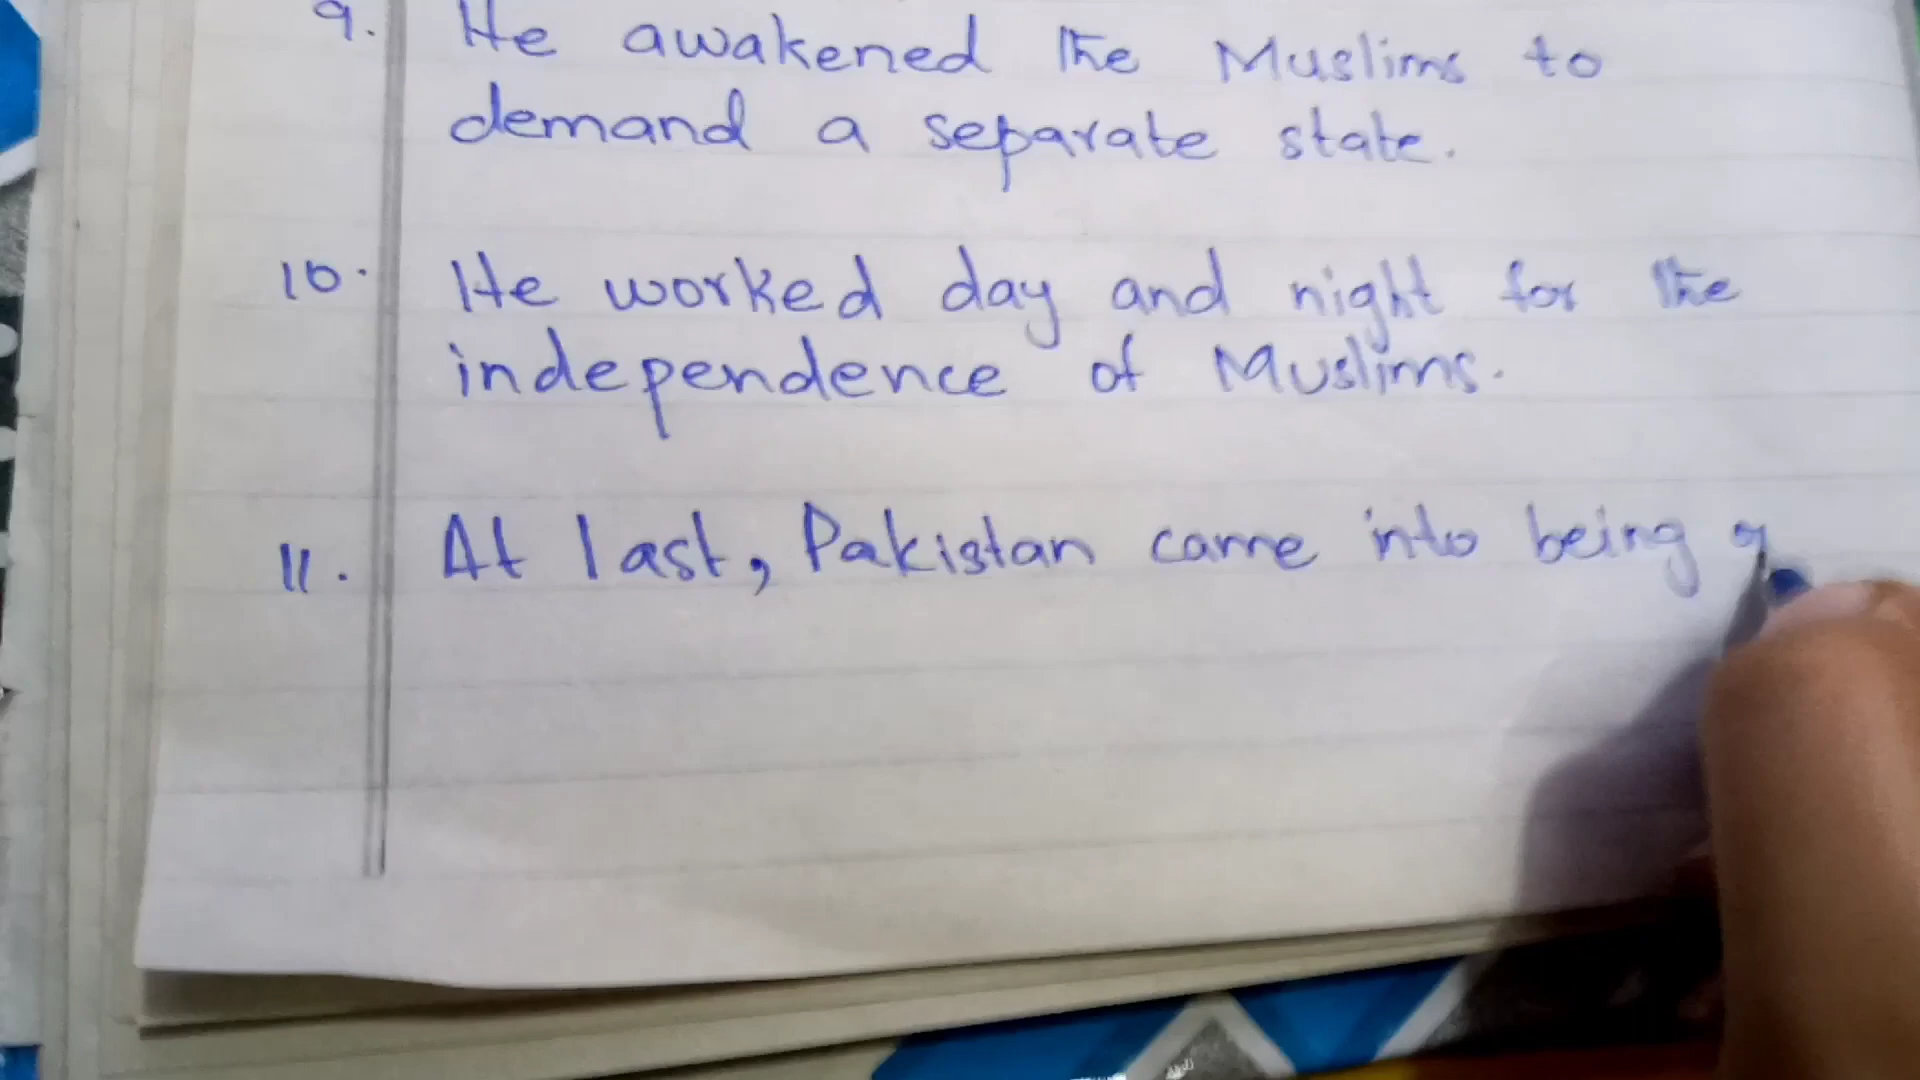 9. He awakened the Muslims to
demand a separate state.
10. He worked day and night for the
independence of Muslims.
11. At last, Pakistan came into being